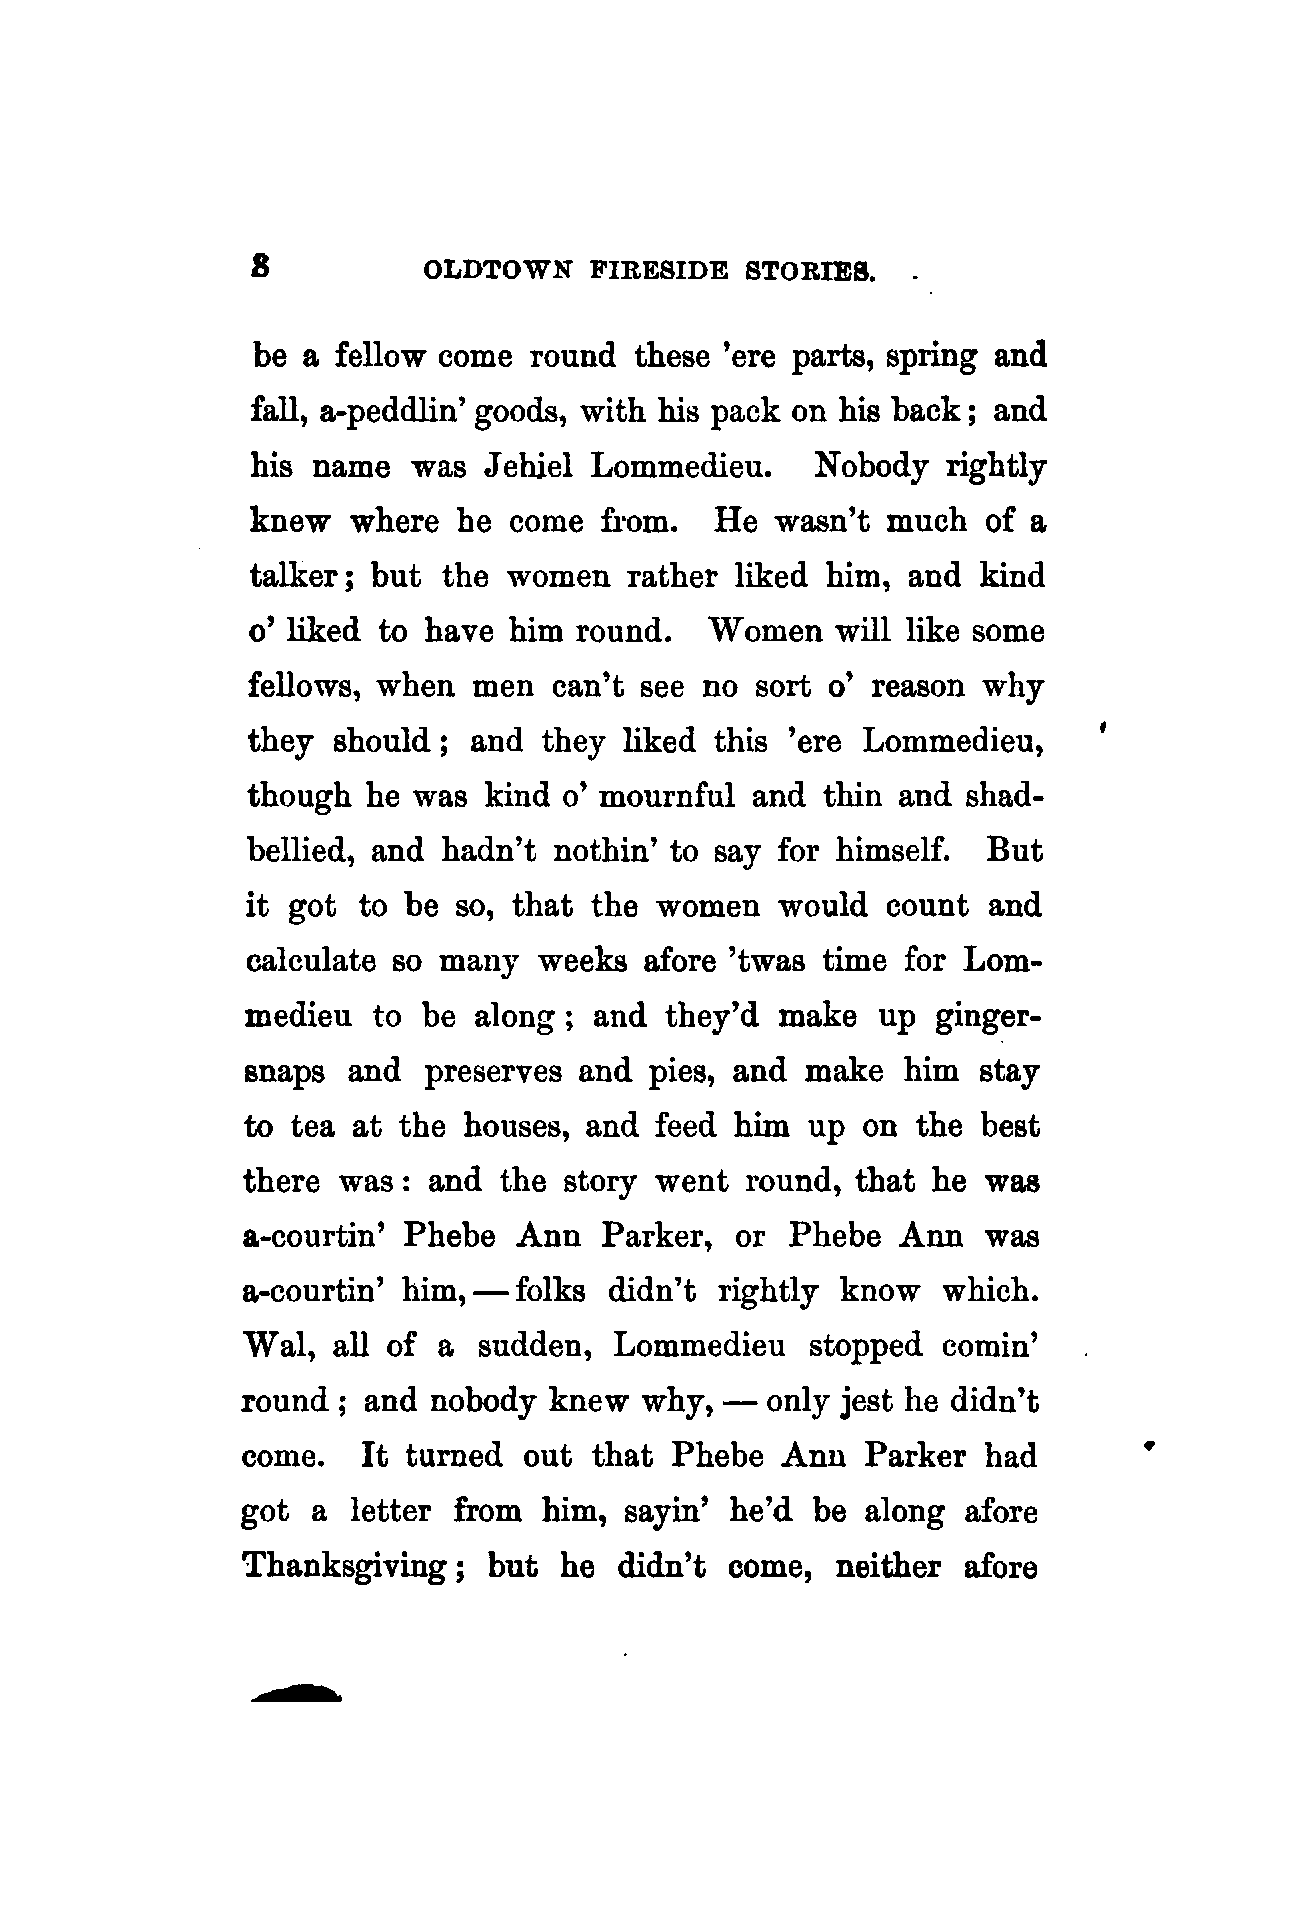 8 OLDTOWN FIRESIDE STORIES.
be a fellow come round these ’ere parts, spring and
fall, a-peddlin’ goods, with his pack on his back; and
his name was Jehiel Lommedieu. Nobody rightly
knew where he come from. He wasn’t much of a
talker; but the women rather liked him, and kind
o’ liked to have him round. Women will like some
fellows, when men can’t see no sort o’ reason why
they should; and they liked this ’ere Lommedieu,
though he was kind o’ mournful and thin and shad-
bellied, and hadn’t nothin’ to say for himself. But
it got to be so, that the women would count and
calculate so many weeks afore ’twas time for Lom-
medieu to be along; and they’d make up ginger-
snaps and preserves and pies, and make him stay
to tea at the houses, and feed him up on the best
there was: and the story went round, that he was
a-courtin’ Phebe Ann Parker, or Phebe Ann was
a-courtin’ him,—folks didn’t rightly know which.
Wal, all of a sudden, Lommedieu stopped comin’
round; and nobody knew why,—only jest he didn’t
come. It turned out that Phebe Ann Parker had
got a letter from him, sayin’ he’d be along afore
Thanksgiving; but he didn’t come, neither afore